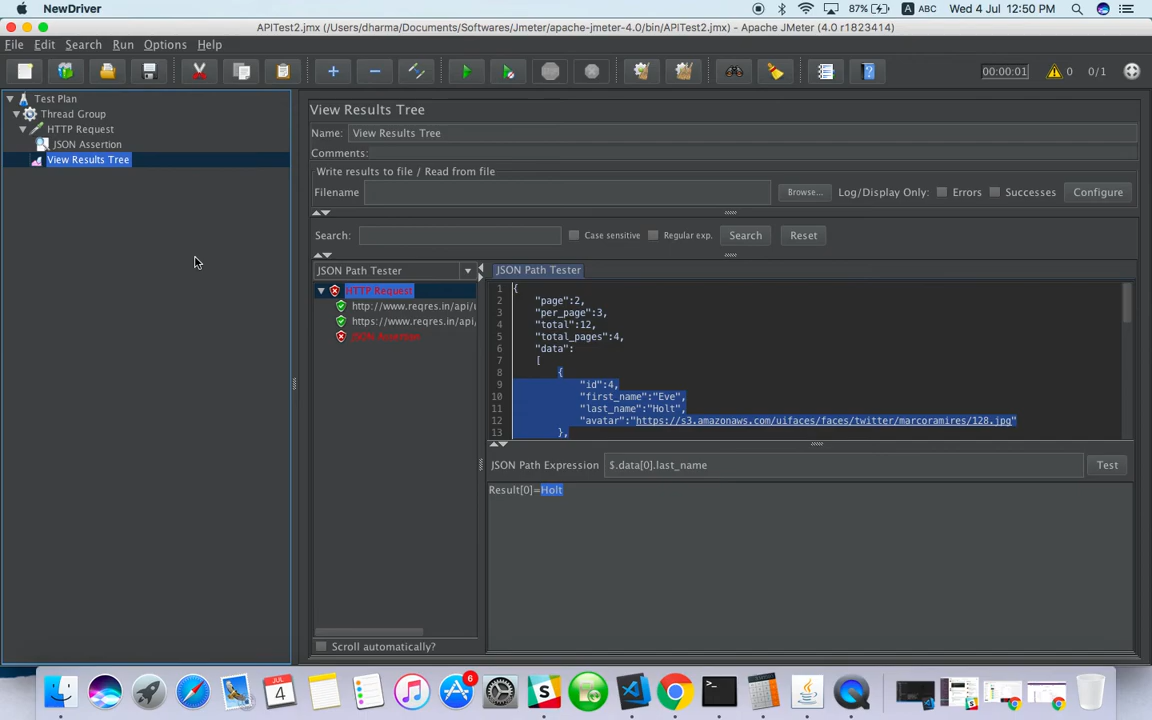 NewDriver
87%
A ABC
Wed 4 Jul 12:50 PM
APITest2.jmx (/Users/dharma/Documents/Softwares/Jmeter/apache-jmeter-4.0/bin/APITest2.jmx) - Apache JMeter (4.0 r1823414)
File Edit Search Run Options Help
00:00:01 0 0/1
Test Plan
Thread Group
HTTP Request
JSON Assertion
View Results Tree
View Results Tree
Name: View Results Tree
Comments:
Write results to file / Read from file
Filename Browse... Log/Display Only: Errors Successes Configure
Search: Case sensitive Regular exp. Search Reset
JSON Path Tester
HTTP Request
http://www.reqres.in/api/u
https://www.reqres.in/api,
JSON Assertion
JSON Path Tester
1 {
2 "page":2,
3 "per_page":3,
4 "total":12,
5 "total_pages":4,
6 "data":
7 [
8 {
9 "id":4,
10 "first_name":"Eve",
11 "last_name":"Holt",
12 "avatar":"https://s3.amazonaws.com/uifaces/faces/twitter/marcoramires/128.jpg"
13 },
JSON Path Expression $.data[0].last_name Test
Result[0]=Holt
Scroll automatically?
JUL
4
6